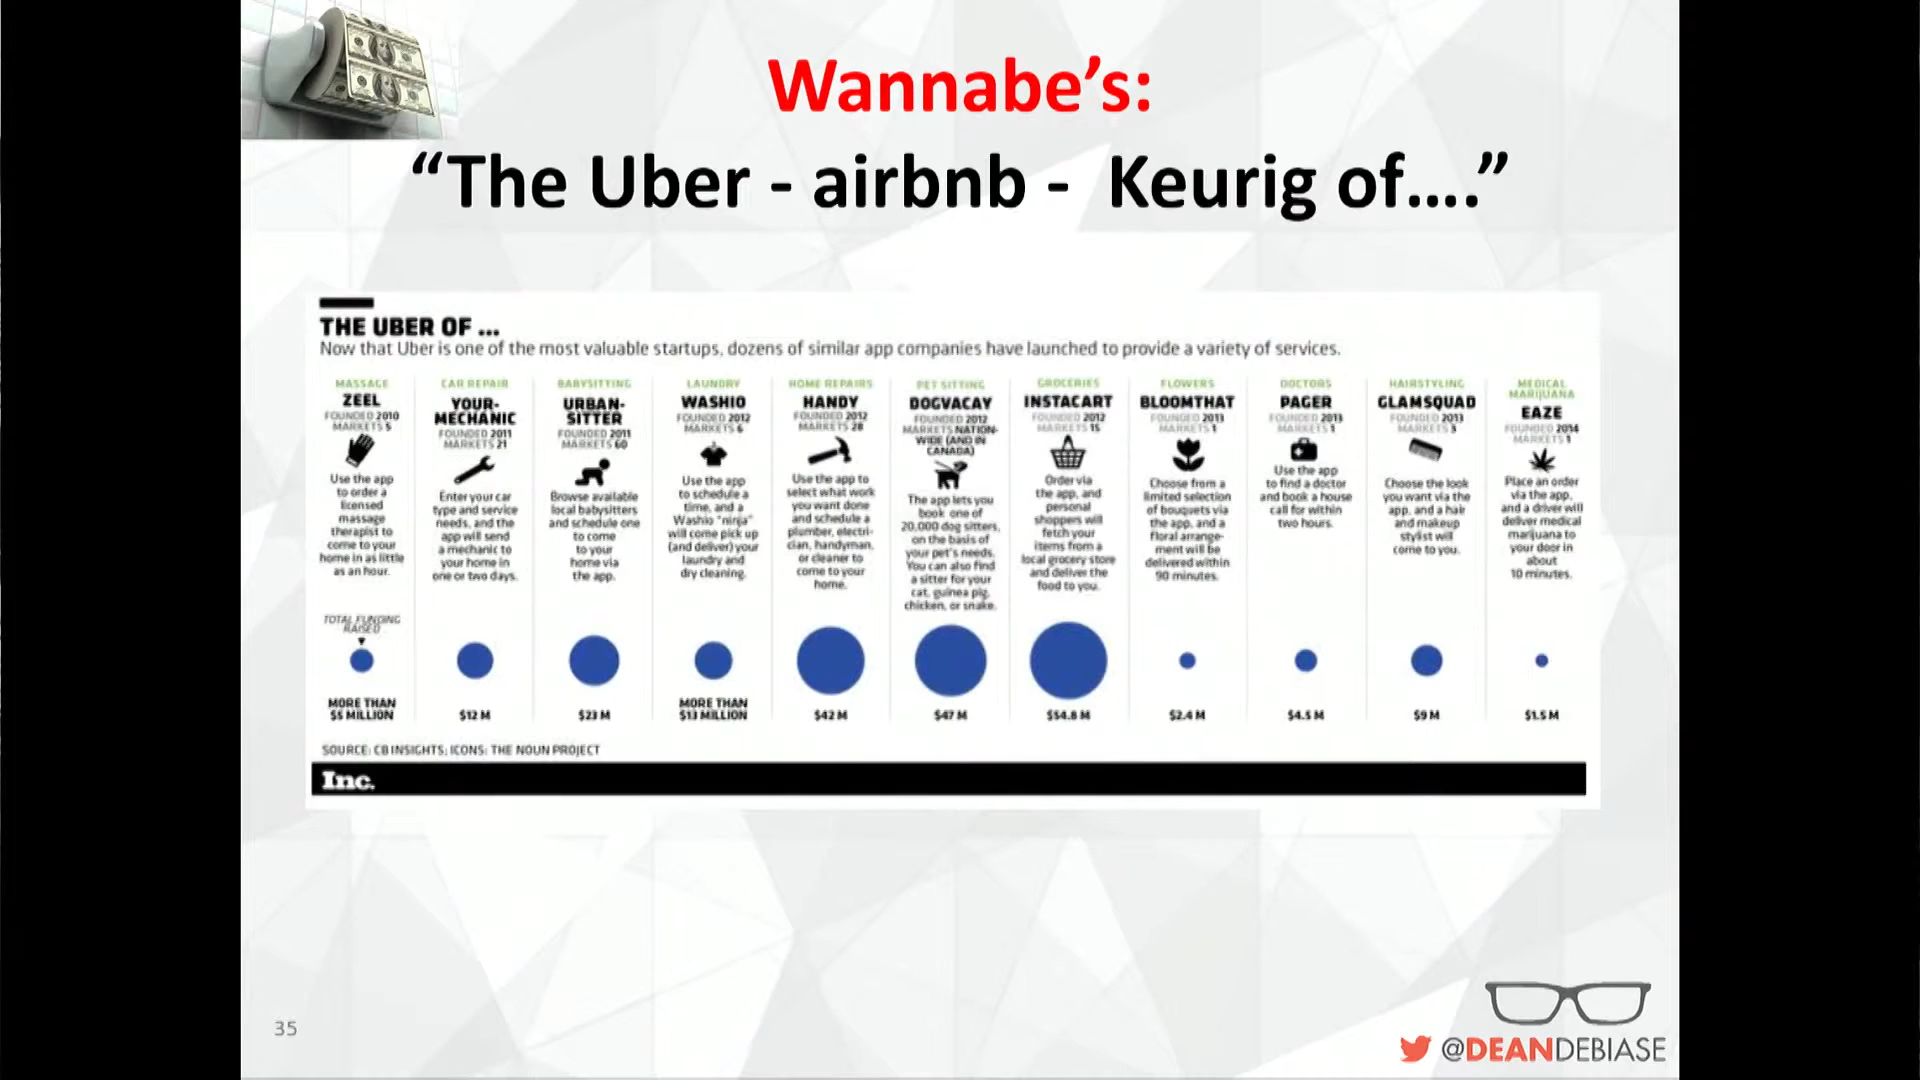 Wannabe's:
“The Uber - airbnb - Keurig of....”
THE UBER OF ...
Now that Uber is one of the most valuable startups, dozens of similar app companies have launched to provide a variety of services.
MASSAGE
ZEEL
FOUNDED 2010
MARKETS 5
Use the app
to order a
licensed
massage
therapist to
come to your
home in as little
as an hour.
TOTAL FUNDING
RAISED
MORE THAN
$5 MILLION
CAR REPAIR
YOUR-
MECHANIC
FOUNDED 2011
MARKETS 21
Enter your car
type and service
needs, and the
app will send
a mechanic to
your home in
one or two days.
$12 M
BABYSITTING
URBAN-
SITTER
FOUNDED 2011
MARKETS 60
Browse available
local babysitters
and schedule one
to come
to your
home via
the app.
$23 M
LAUNDRY
WASHIO
FOUNDED 2012
MARKETS 6
Use the app
to schedule a
time, and a
Washio "ninja"
will come pick up
(and deliver) your
laundry and
dry cleaning.
MORE THAN
$13 MILLION
HOME REPAIRS
HANDY
FOUNDED 2012
MARKETS 28
Use the app to
select what work
you want done
and schedule a
plumber, electri-
cian, handyman,
or cleaner to
come to your
home.
$42 M
PET SITTING
DOGVACAY
FOUNDED 2012
MARKETS NATION-
WIDE (AND IN
CANADA)
The app lets you
book one of
20,000 dog sitters,
on the basis of
your pet's needs.
You can also find
a sitter for your
cat, guinea pig,
chicken, or snake.
$47 M
GROCERIES
INSTACART
FOUNDED 2012
MARKETS 15
Order via
the app, and
personal
shoppers will
fetch your
items from a
local grocery store
and deliver the
food to you.
$54.8 M
FLOWERS
BLOOMTHAT
FOUNDED 2013
MARKETS 1
Choose from a
limited selection
of bouquets via
the app, and a
floral arrange-
ment will be
delivered within
90 minutes.
$2.4 M
DOCTORS
PAGER
FOUNDED 2013
MARKETS 1
Use the app
to find a doctor
and book a house
call for within
two hours.
$4.5 M
HAIRSTYLING
GLAMSQUAD
FOUNDED 2013
MARKETS 3
Choose the look
you want via the
app, and a hair
and makeup
stylist will
come to you.
$9 M
MEDICAL
MARIJUANA
EAZE
FOUNDED 2014
MARKETS 1
Place an order
via the app,
and a driver will
deliver medical
marijuana to
your door in
about
10 minutes.
$1.5 M
SOURCE: CB INSIGHTS; ICONS: THE NOUN PROJECT
Inc.
35
@DEANDEBIASE